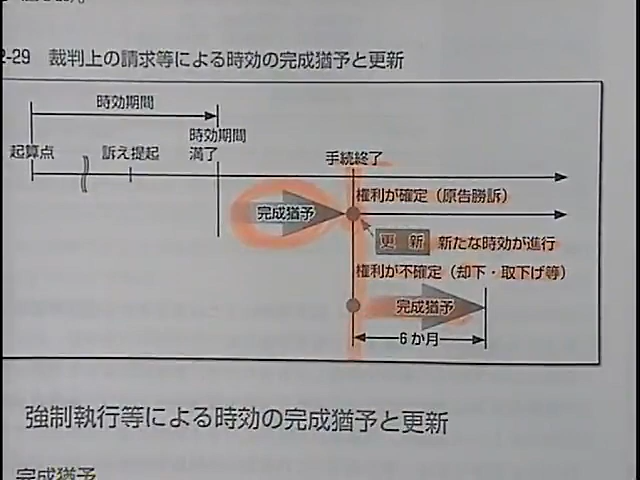 2-29 裁判上の請求等による時効の完成猶予と更新
時効期間
起算点
訴え提起
時効期間
満了
手続終了
権利が確定（原告勝訴）
完成猶予
更 新 新たな時効が進行
権利が不確定（却下・取下げ等）
完成猶予
6か月
強制執行等による時効の完成猶予と更新
完成猶予